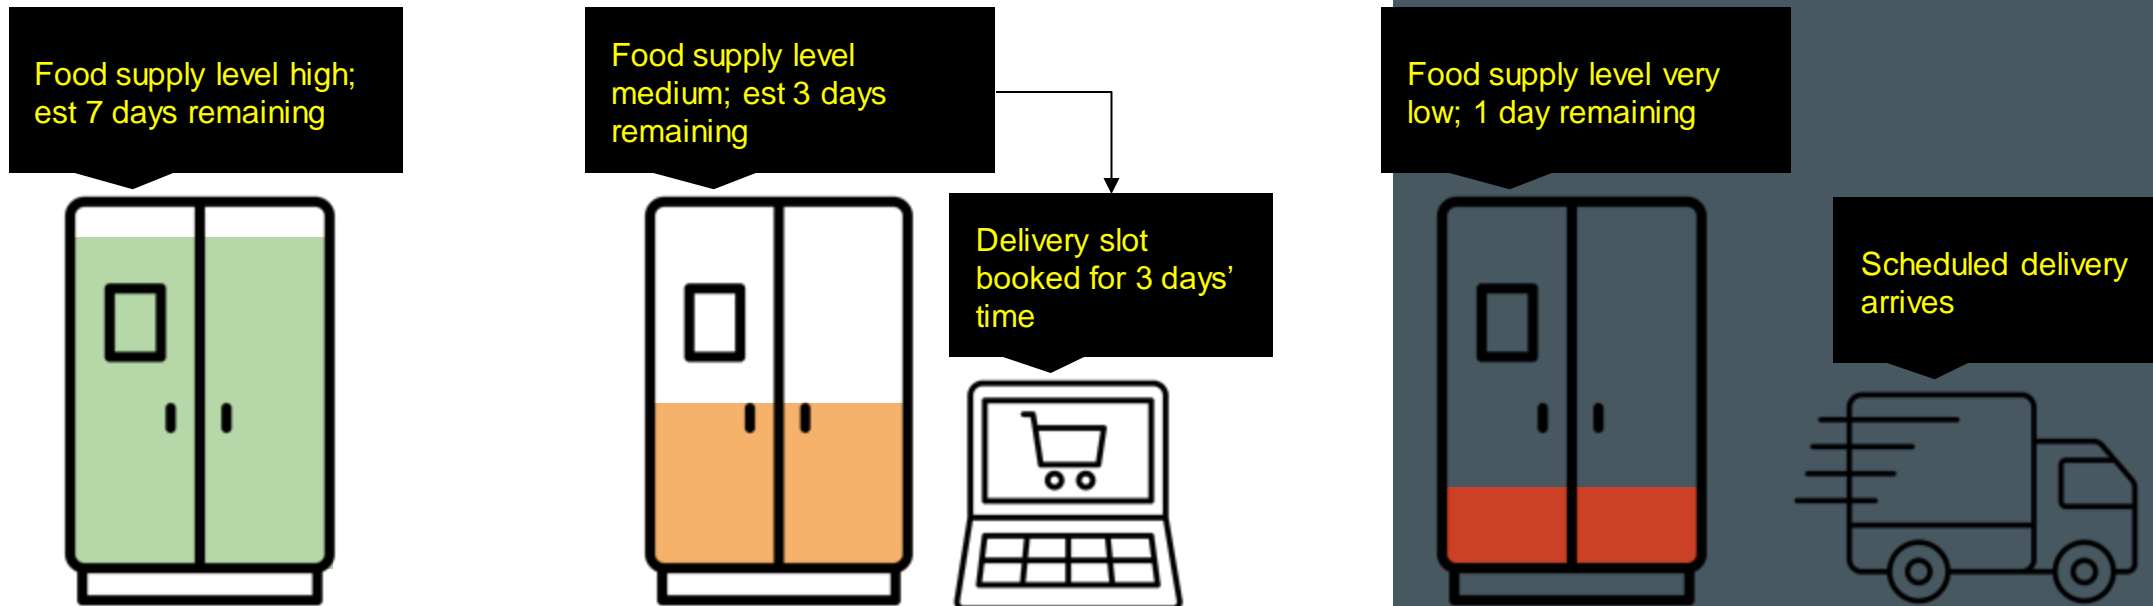 Food supply level high;
est 7 days remaining
Food supply level
medium; est 3 days
remaining
Delivery slot
booked for 3 days’
time
Food supply level very
low; 1 day remaining
Scheduled delivery
arrives